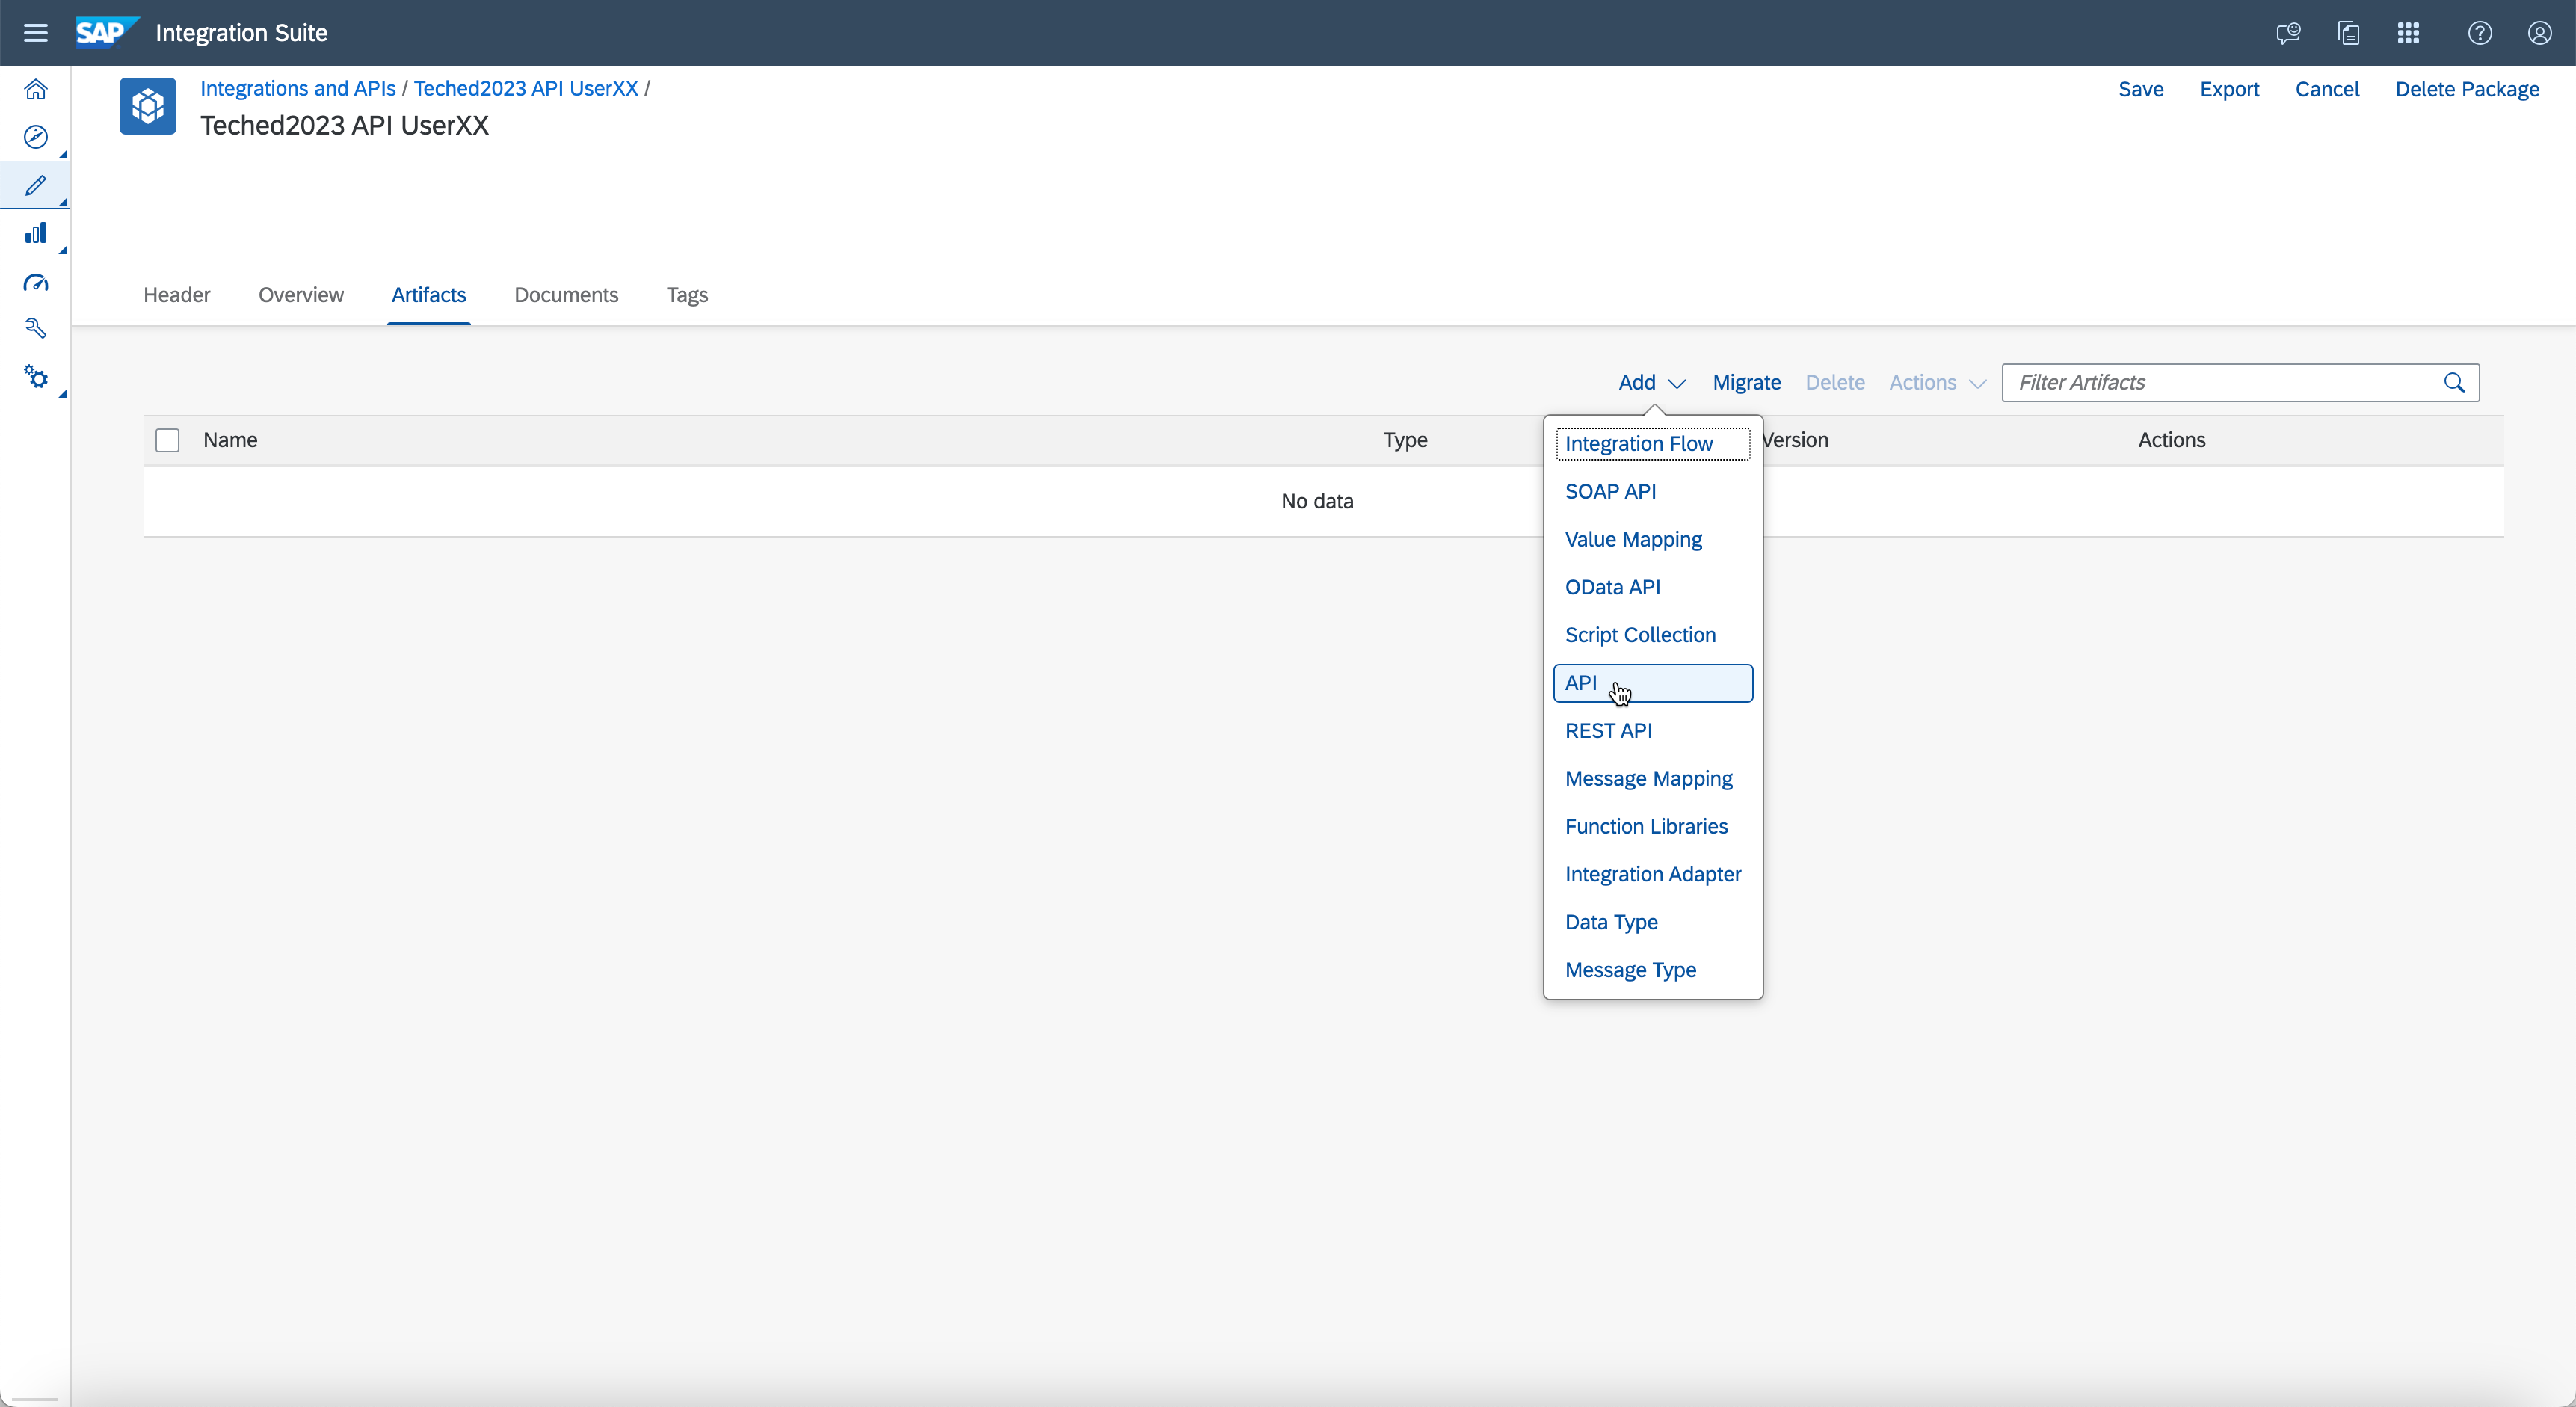 SAP Integration Suite
Integrations and APIs / Teched2023 API UserXX /
Save Export Cancel Delete Package
Teched2023 API UserXX
Header Overview Artifacts Documents Tags
Add Migrate Delete Actions Filter Artifacts
Name Type Version Actions
No data
Integration Flow
SOAP API
Value Mapping
OData API
Script Collection
API
REST API
Message Mapping
Function Libraries
Integration Adapter
Data Type
Message Type